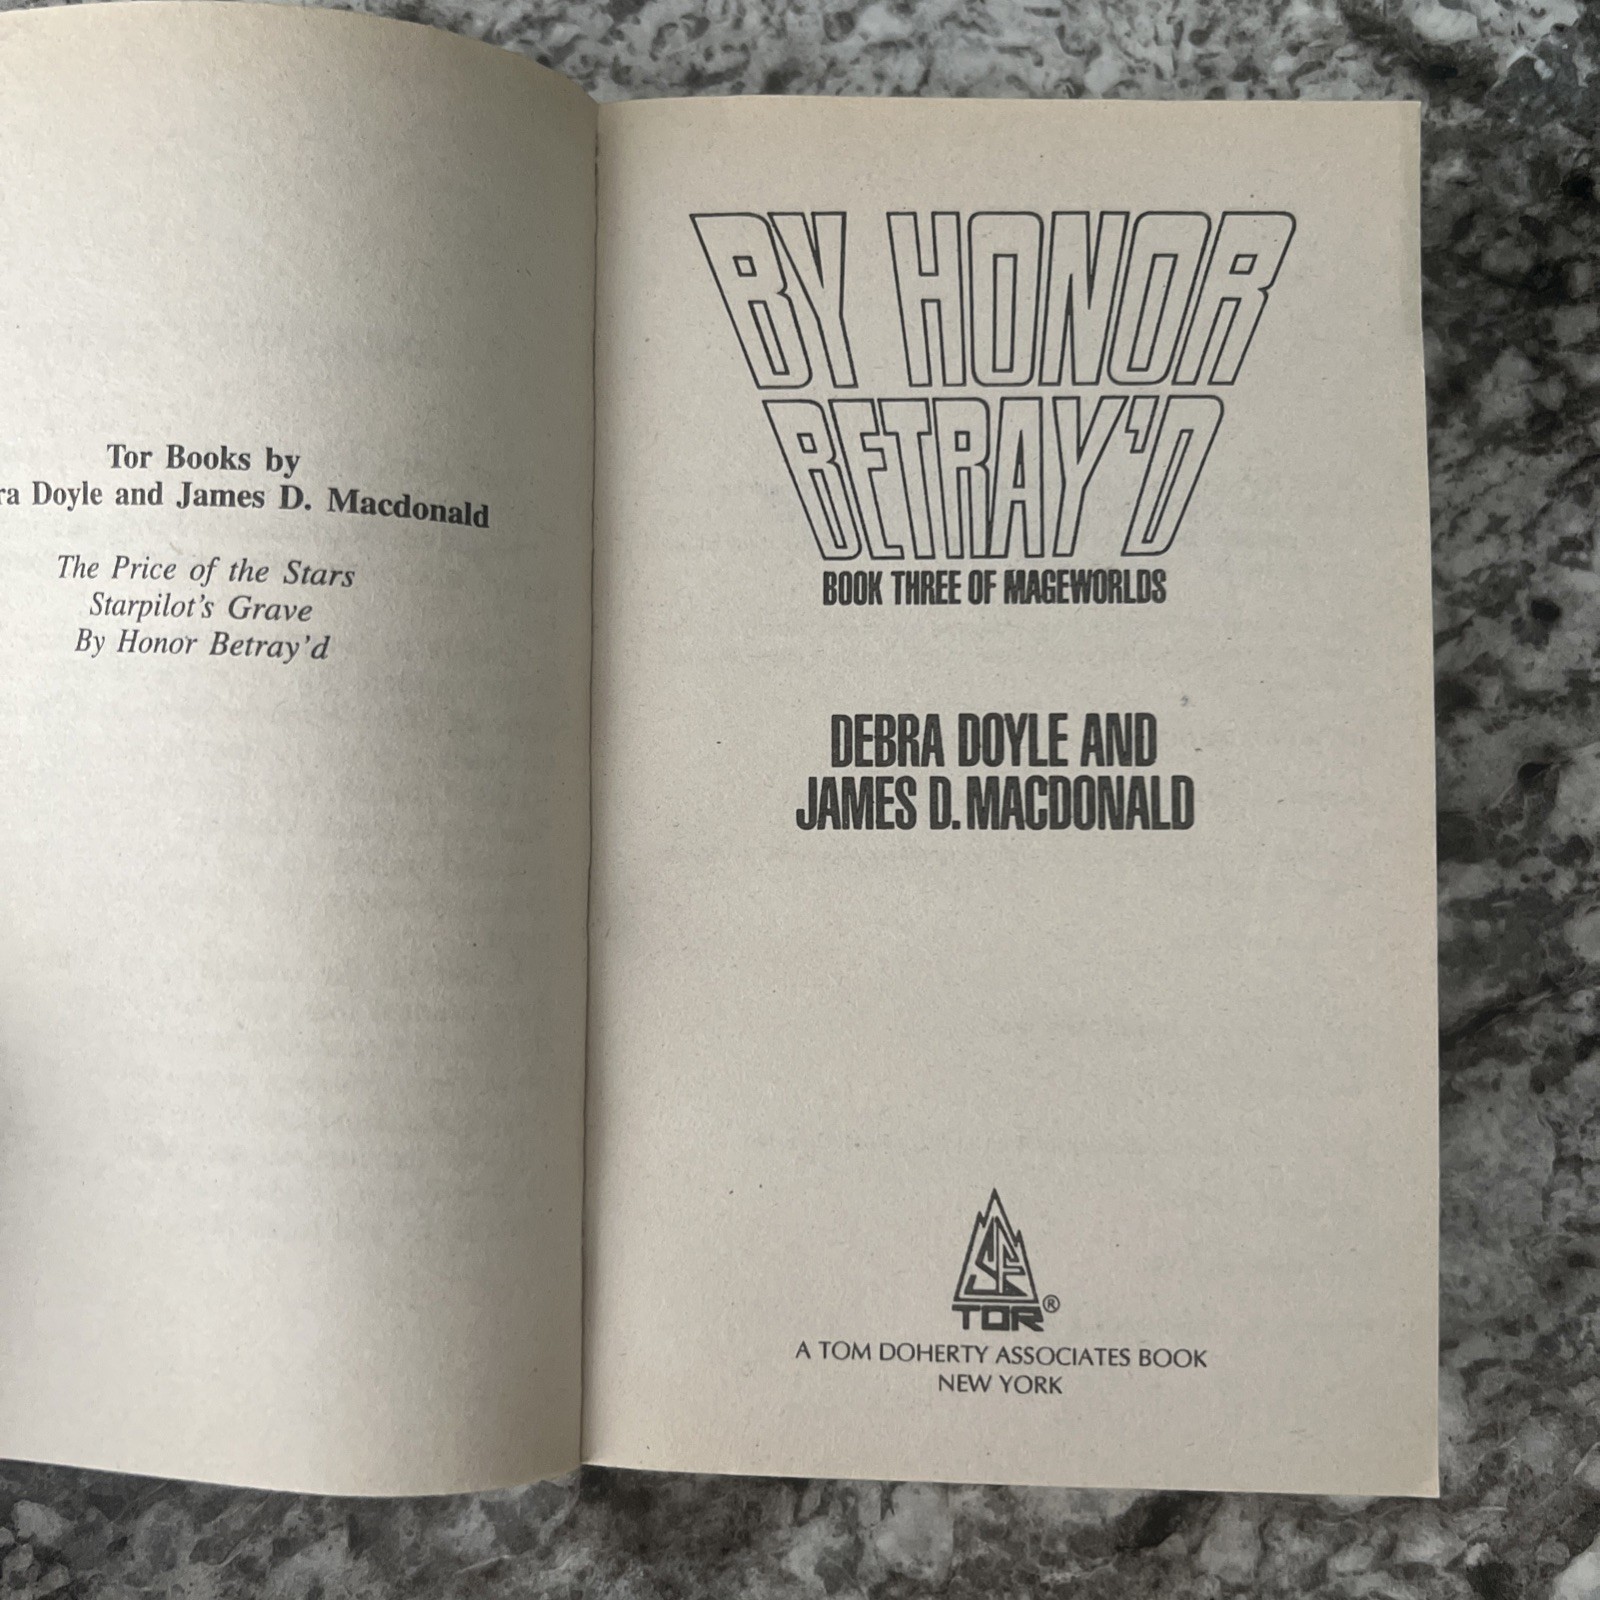 Tor Books by
ra Doyle and James D. Macdonald
The Price of the Stars
Starpilot's Grave
By Honor Betray'd
BY HONOR
BETRAY'D
BOOK THREE OF MAGEWORLDS
DEBRA DOYLE AND
JAMES D. MACDONALD
SF
TOR®
A TOM DOHERTY ASSOCIATES BOOK
NEW YORK